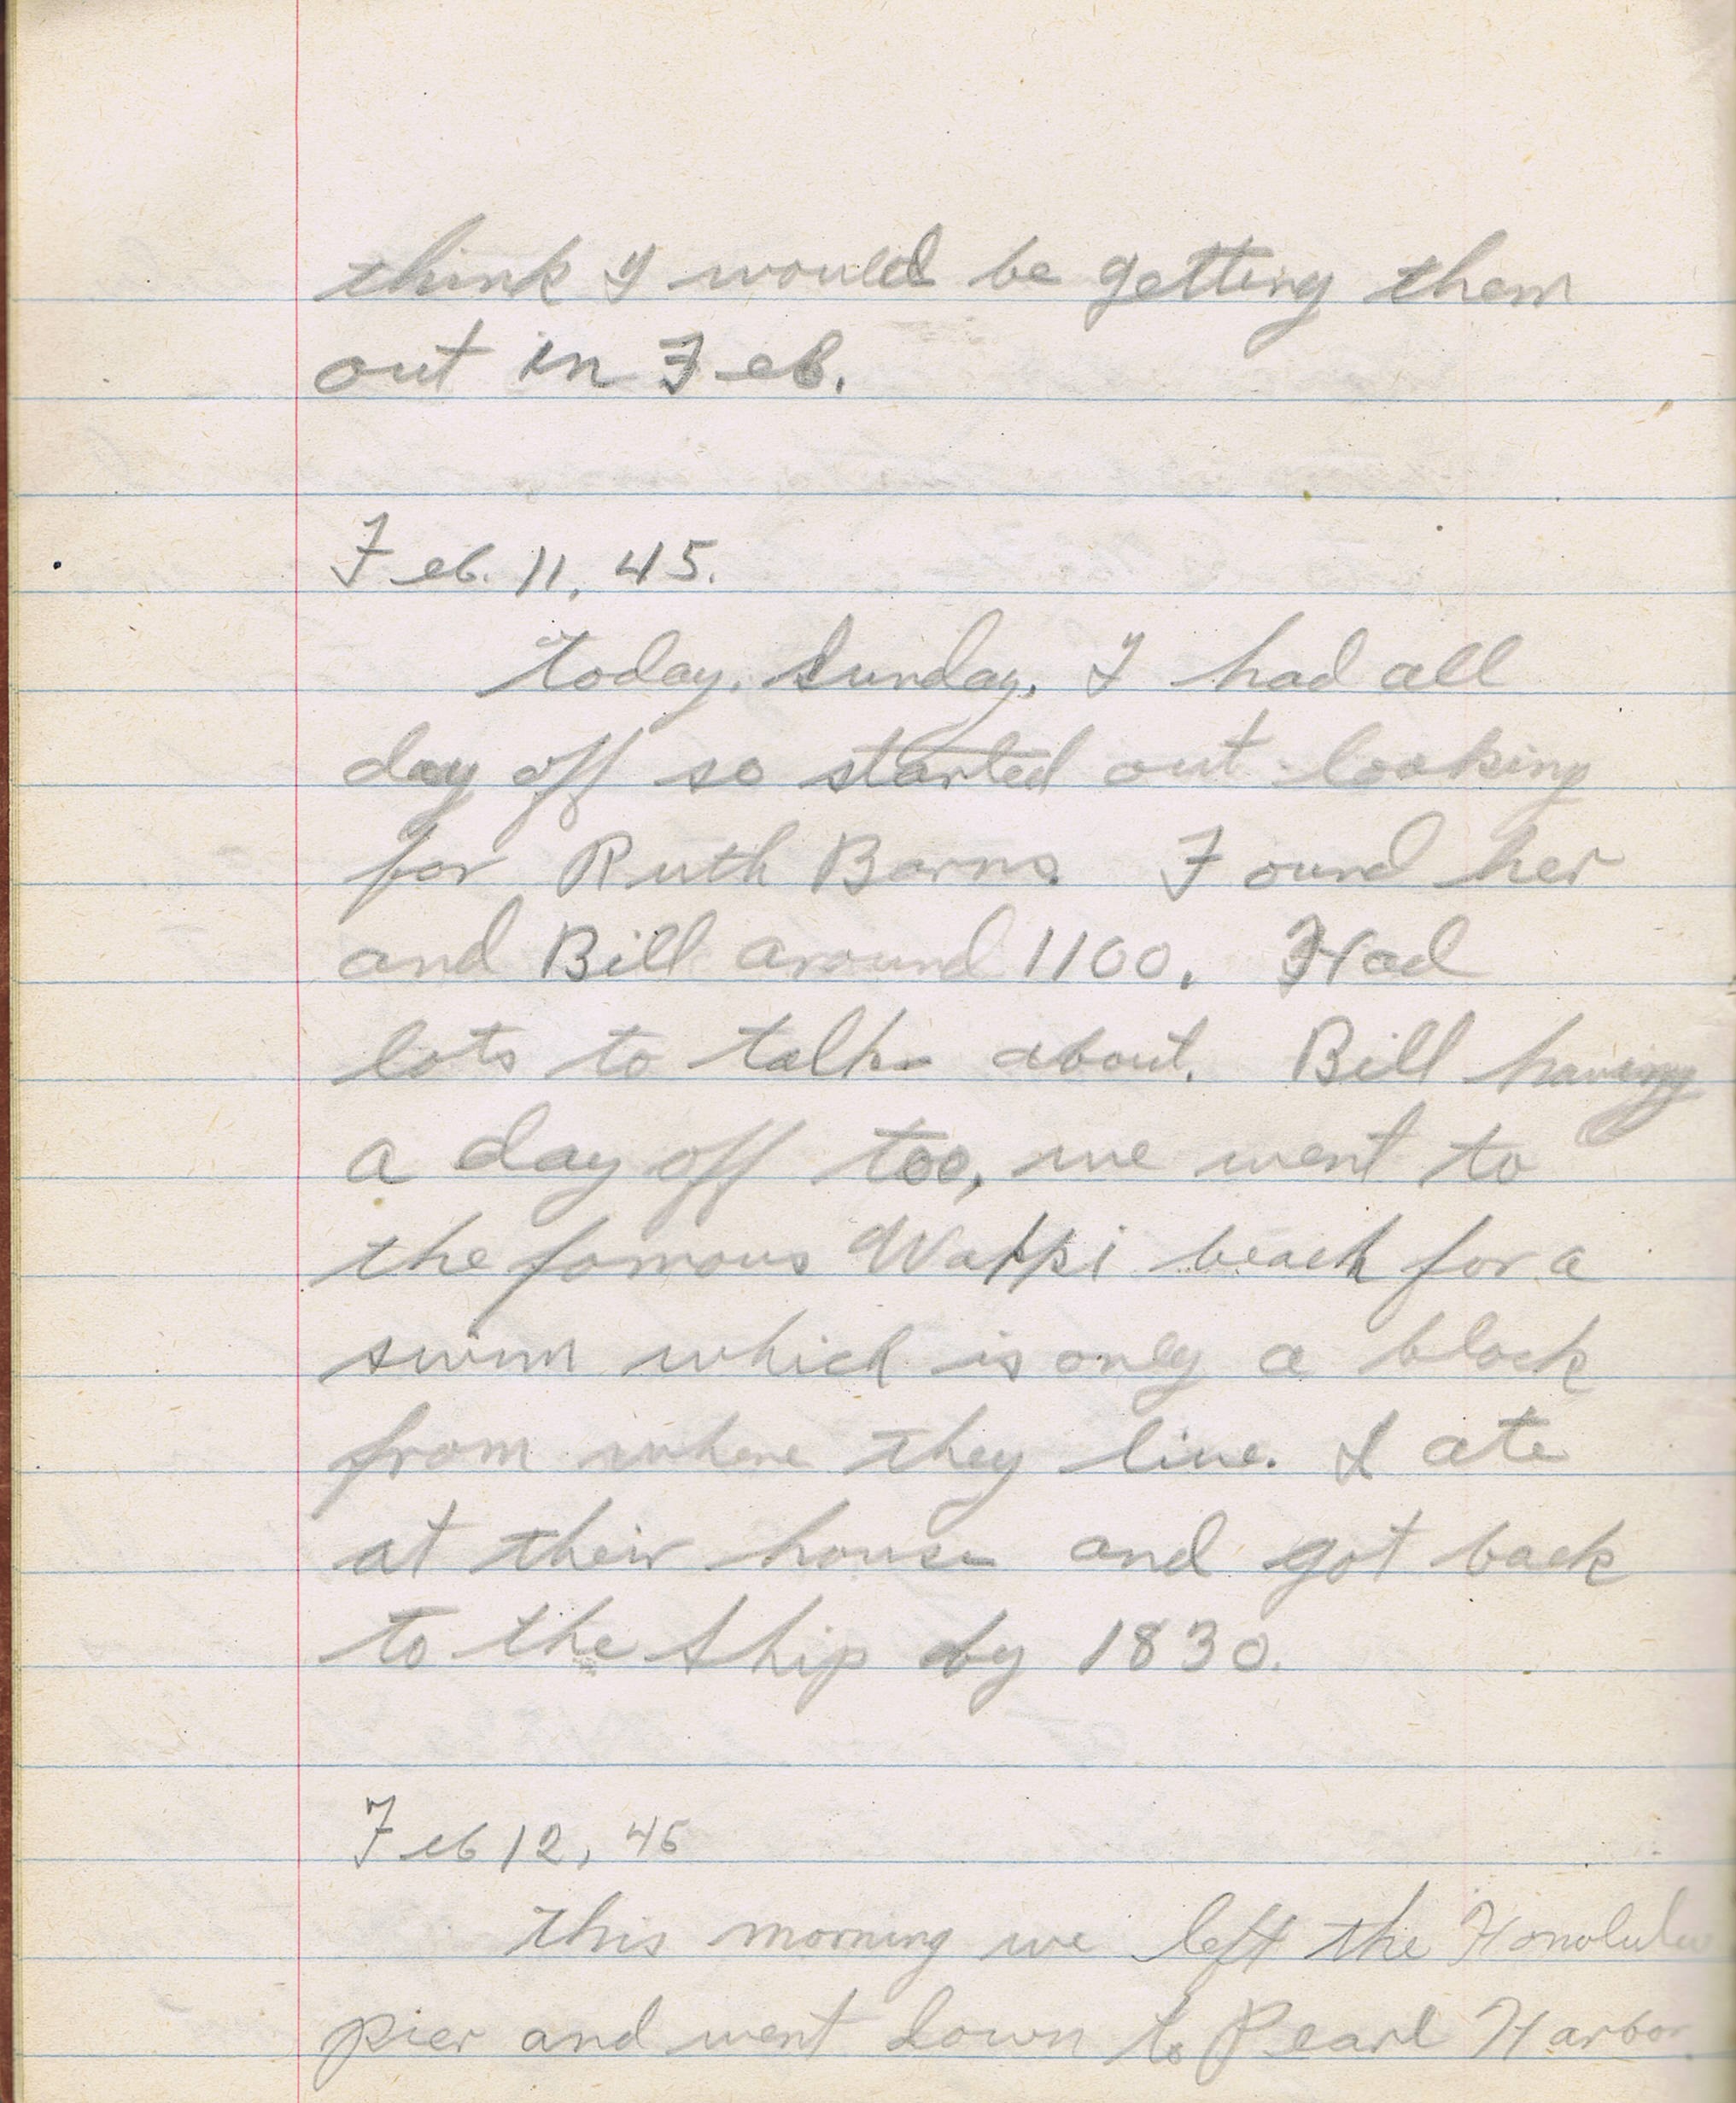 think I would be getting them
out in Feb.
Feb. 11, 45.
Today, Sunday, I had all
day off so started out looking
for Ruth Barns. Found her
and Bill around 1100. Had
lots to talk about. Bill having
a day off too, we went to
the famous beach for a
swim which is only a block
from where they live. I ate
at their house and got back
to the ship by 1830.
Feb 12, 45
This morning we left the Honolulu
pier and went down to Pearl Harbor